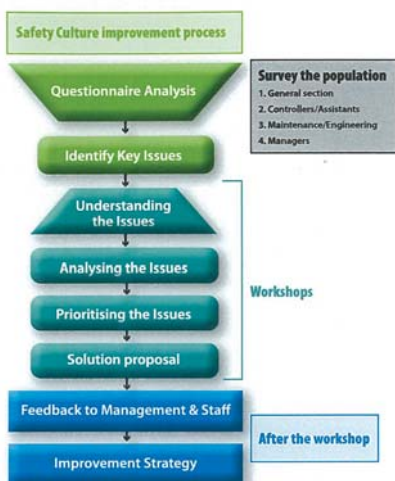 Safety Culture improvement process
Questionnaire Analysis
Survey the population
1. General section
2. Controllers/Assistants
3. Maintenance/Engineering
4. Managers
Identify Key Issues
Understanding
the Issues
Analysing the Issues
Prioritising the Issues
Solution proposal
Workshops
Feedback to Management & Staff
Improvement Strategy
After the workshop